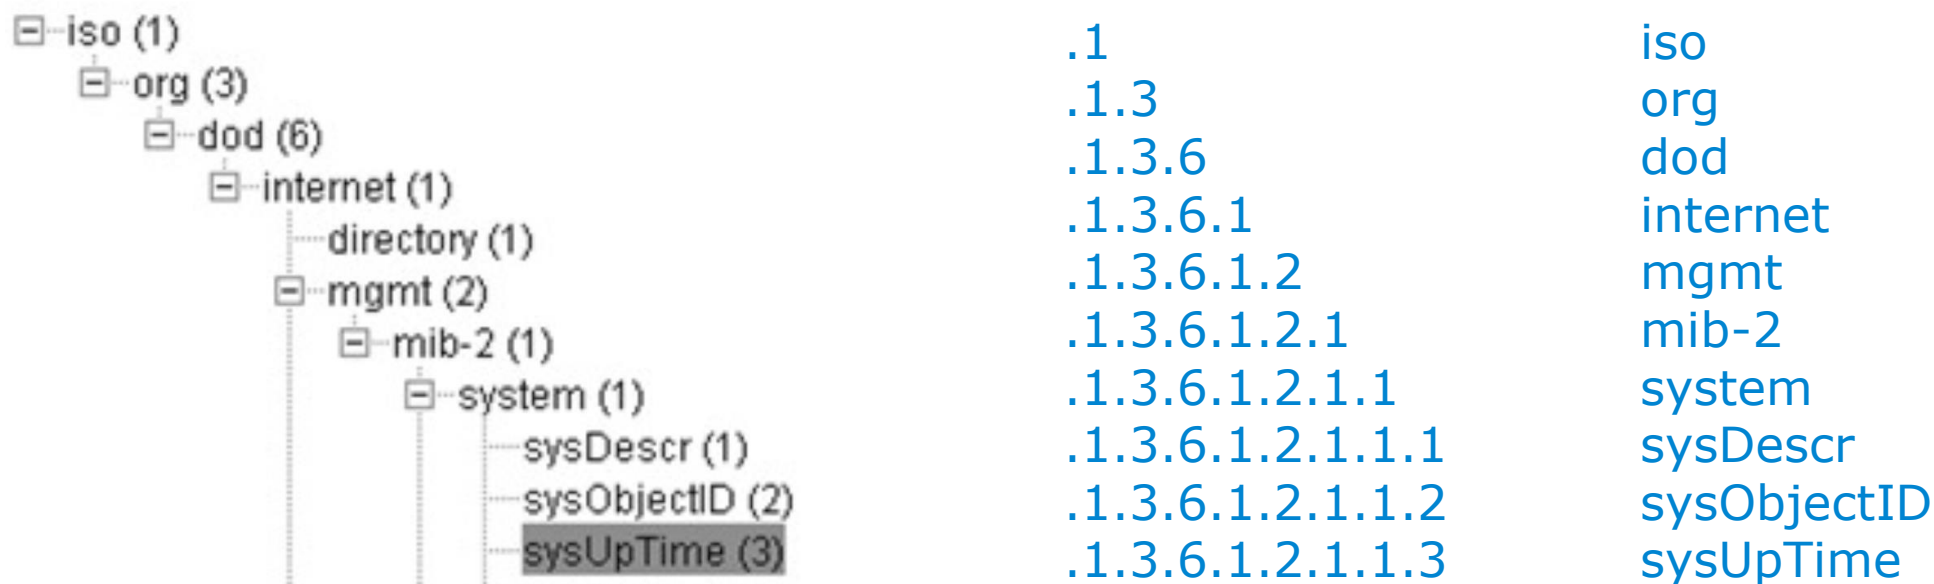 iso (1)
org (3)
dod (6)
internet (1)
directory (1)
mgmt (2)
mib-2 (1)
system (1)
sysDescr (1)
sysObjectID (2)
sysUpTime (3)
.1 iso
.1.3 org
.1.3.6 dod
.1.3.6.1 internet
.1.3.6.1.2 mgmt
.1.3.6.1.2.1 mib-2
.1.3.6.1.2.1.1 system
.1.3.6.1.2.1.1.1 sysDescr
.1.3.6.1.2.1.1.2 sysObjectID
.1.3.6.1.2.1.1.3 sysUpTime